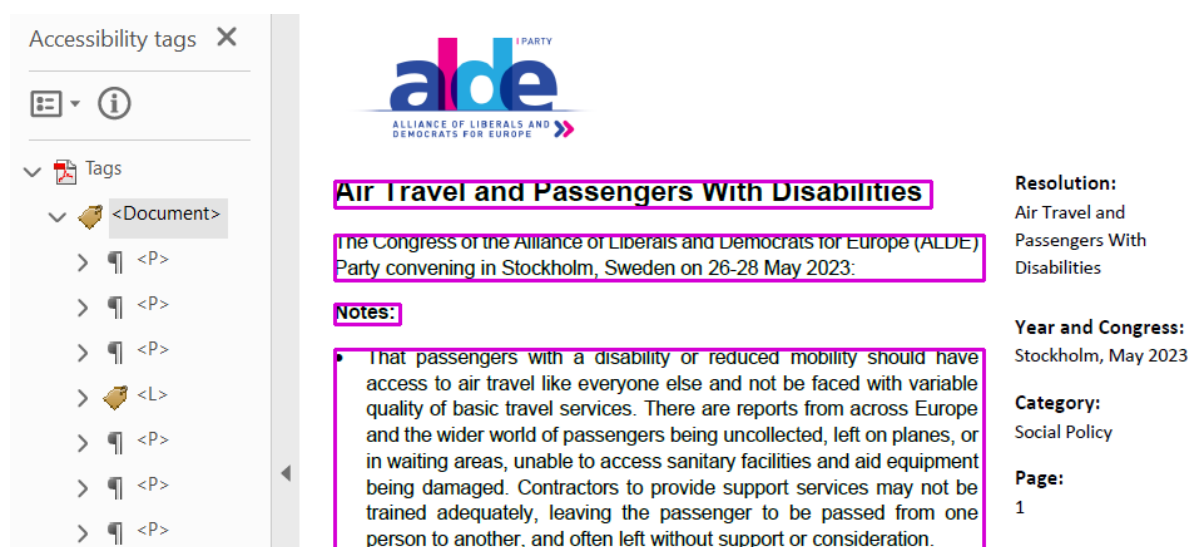 Accessibility tags
Tags
<Document>
<P>
<P>
<P>
<L>
<P>
<P>
<P>
PARTY
alde
ALLIANCE OF LIBERALS AND
DEMOCRATS FOR EUROPE
Air Travel and Passengers With Disabilities
The Congress of the Alliance of Liberals and Democrats for Europe (ALDE)
Party convening in Stockholm, Sweden on 26-28 May 2023:
Notes:
• That passengers with a disability or reduced mobility should have
access to air travel like everyone else and not be faced with variable
quality of basic travel services. There are reports from across Europe
and the wider world of passengers being uncollected, left on planes, or
in waiting areas, unable to access sanitary facilities and aid equipment
being damaged. Contractors to provide support services may not be
trained adequately, leaving the passenger to be passed from one
person to another, and often left without support or consideration.
Resolution:
Air Travel and
Passengers With
Disabilities
Year and Congress:
Stockholm, May 2023
Category:
Social Policy
Page:
1